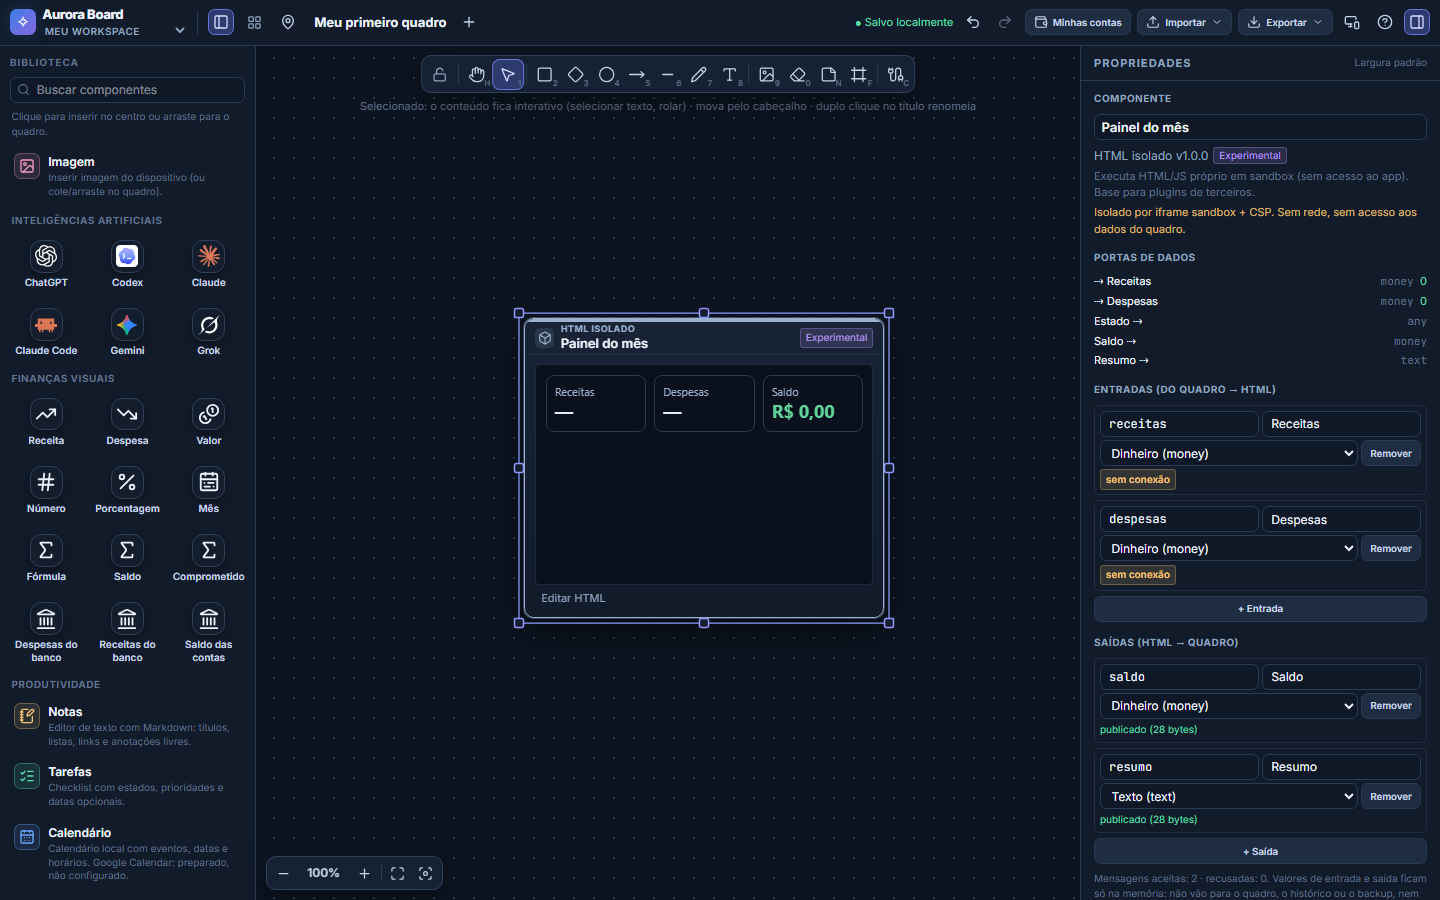 Aurora Board
MEU WORKSPACE
Meu primeiro quadro
Salvo localmente
Minhas contas
Importar
Exportar
BIBLIOTECA
Buscar componentes
Clique para inserir no centro ou arraste para o
quadro.
Imagem
Inserir imagem do dispositivo (ou
cole/arraste no quadro).
INTELIGÊNCIAS ARTIFICIAIS
ChatGPT
Codex
Claude
Claude Code
Gemini
Grok
FINANÇAS VISUAIS
Receita
Despesa
Valor
Número
Porcentagem
Mês
Fórmula
Saldo
Comprometido
Despesas do
banco
Receitas do
banco
Saldo das
contas
PRODUTIVIDADE
Notas
Editor de texto com Markdown: títulos,
listas, links e anotações livres.
Tarefas
Checklist com estados, prioridades e
datas opcionais.
Calendário
Calendário local com eventos, datas e
horários. Google Calendar: preparado,
não configurado.
H 1 2 3 4 5 6 7 8 9 0 N F C
Selecionado: o conteúdo fica interativo (selecionar texto, rolar) · mova pelo cabeçalho · duplo clique no título renomeia
HTML ISOLADO
Painel do mês
Experimental
Receitas
—
Despesas
—
Saldo
R$ 0,00
Editar HTML
100%
PROPRIEDADES
Largura padrão
COMPONENTE
Painel do mês
HTML isolado v1.0.0 Experimental
Executa HTML/JS próprio em sandbox (sem acesso ao app).
Base para plugins de terceiros.
Isolado por iframe sandbox + CSP. Sem rede, sem acesso aos
dados do quadro.
PORTAS DE DADOS
→ Receitas money 0
→ Despesas money 0
Estado → any
Saldo → money
Resumo → text
ENTRADAS (DO QUADRO → HTML)
receitas Receitas
Dinheiro (money) Remover
sem conexão
despesas Despesas
Dinheiro (money) Remover
sem conexão
+ Entrada
SAÍDAS (HTML → QUADRO)
saldo Saldo
Dinheiro (money) Remover
publicado (28 bytes)
resumo Resumo
Texto (text) Remover
publicado (28 bytes)
+ Saída
Mensagens aceitas: 2 · recusadas: 0. Valores de entrada e saída ficam
só na memória: não vão para o quadro, o histórico ou o backup, nem